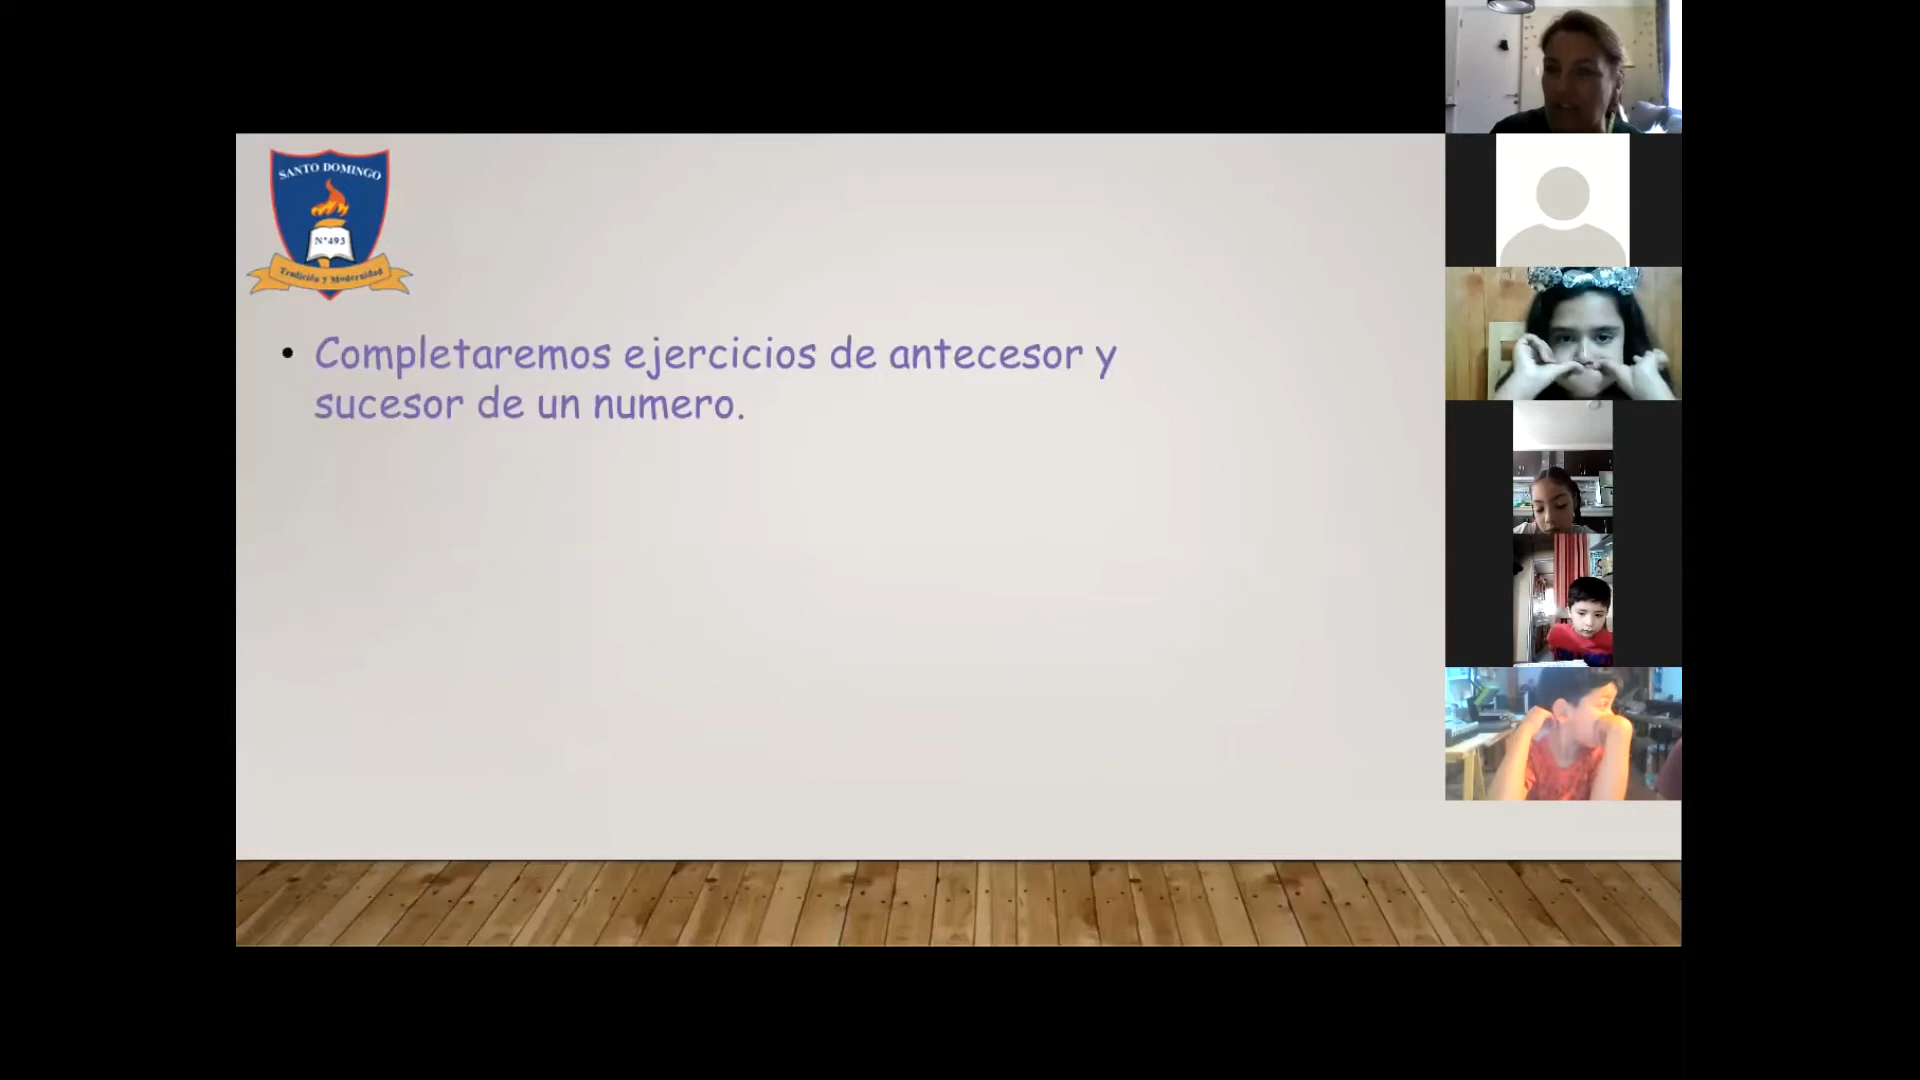 SANTO DOMINGO
N°493
Tradición y Modernidad
• Completaremos ejercicios de antecesor y
sucesor de un numero.